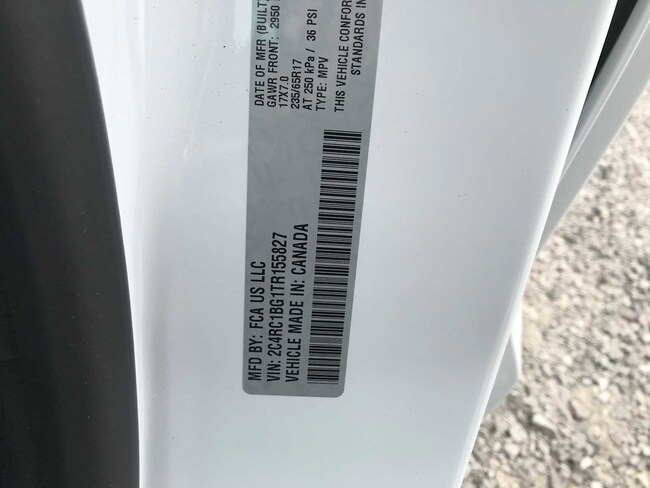 MFD BY: FCA US LLC
VIN: 2C4RC1BG1TR155827
VEHICLE MADE IN: CANADA
DATE OF MFR (BUILT)
GAWR FRONT: 2950
17X7.0
235/65R17
AT 250 kPa / 36 PSI
TYPE: MPV
THIS VEHICLE CONFOR
STANDARDS IN